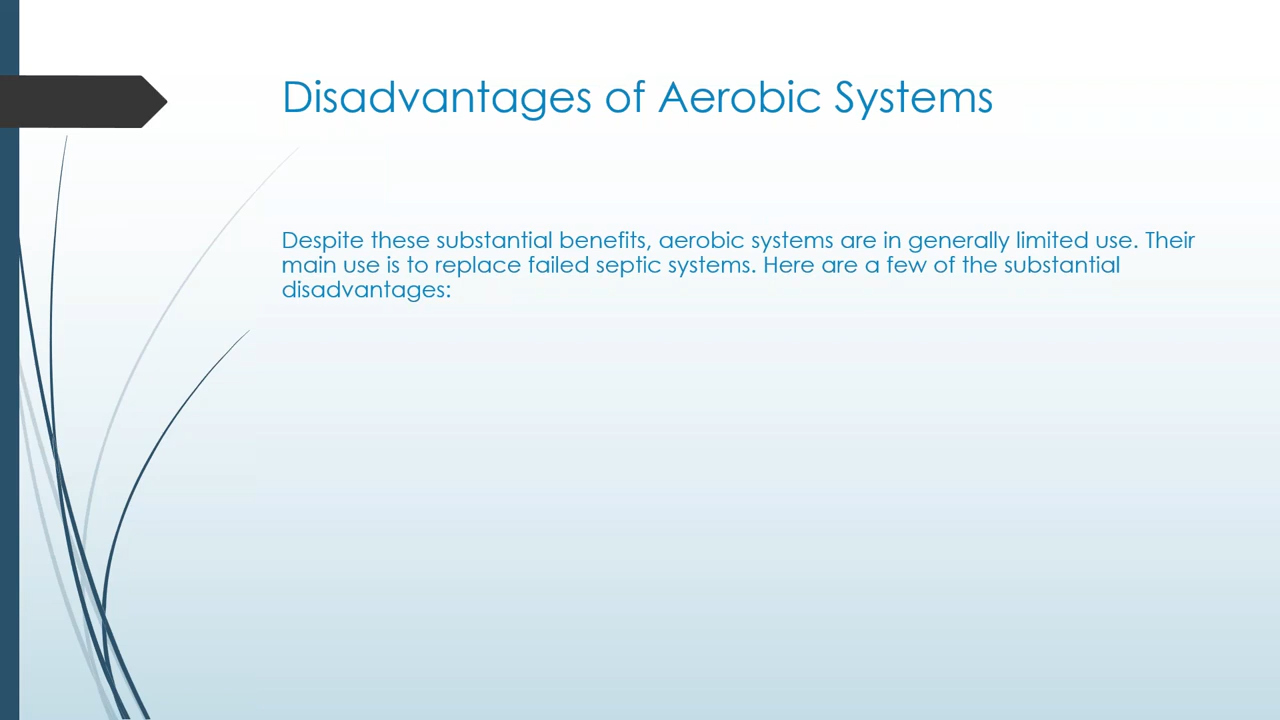 Disadvantages of Aerobic Systems
Despite these substantial benefits, aerobic systems are in generally limited use. Their
main use is to replace failed septic systems. Here are a few of the substantial
disadvantages: